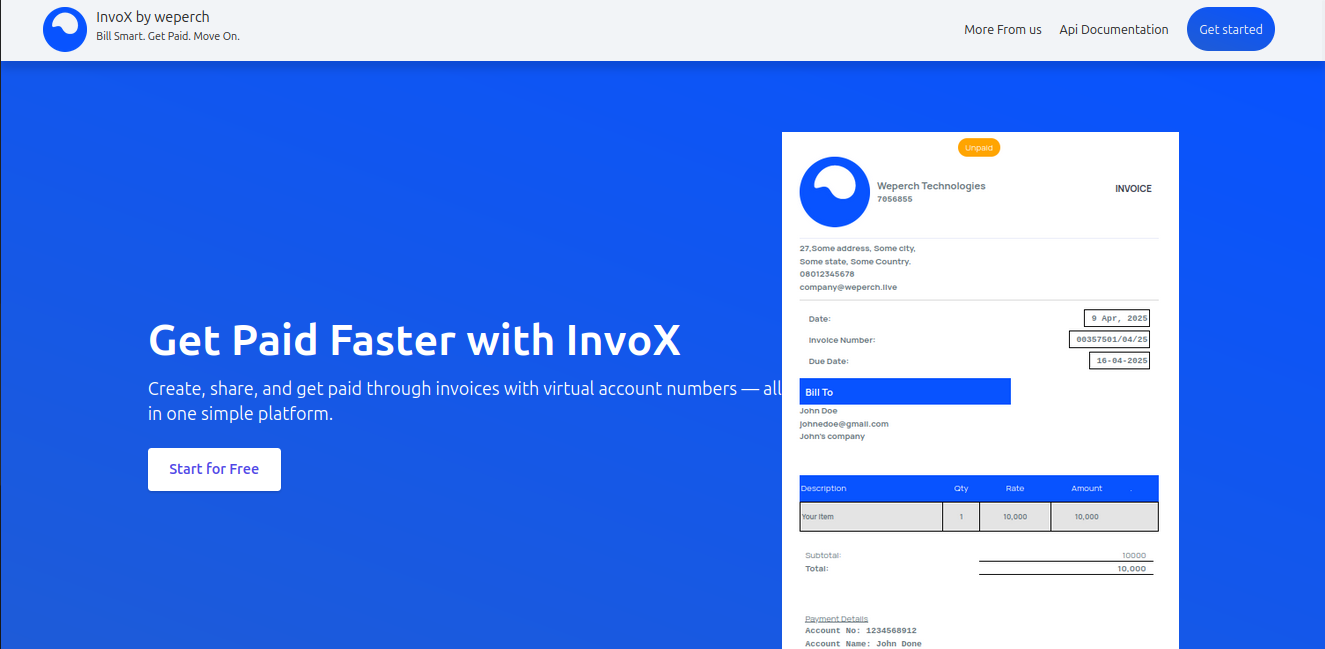 InvoX by weperch
Bill Smart. Get Paid. Move On.
More From us Api Documentation Get started
Get Paid Faster with InvoX
Create, share, and get paid through invoices with virtual account numbers — all
in one simple platform.
Start for Free
Unpaid
Weperch Technologies
7056855
INVOICE
27,Some address, Some city,
Some state, Some Country.
08012345678
company@weperch.live
Date: 9 Apr, 2025
Invoice Number: 00357501/04/25
Due Date: 16-04-2025
Bill To
John Doe
johnedoe@gmail.com
John's company
Description Qty Rate Amount .
Your Item 1 10,000 10,000
Subtotal: 10000
Total: 10,000
Payment Details
Account No: 1234568912
Account Name: John Done